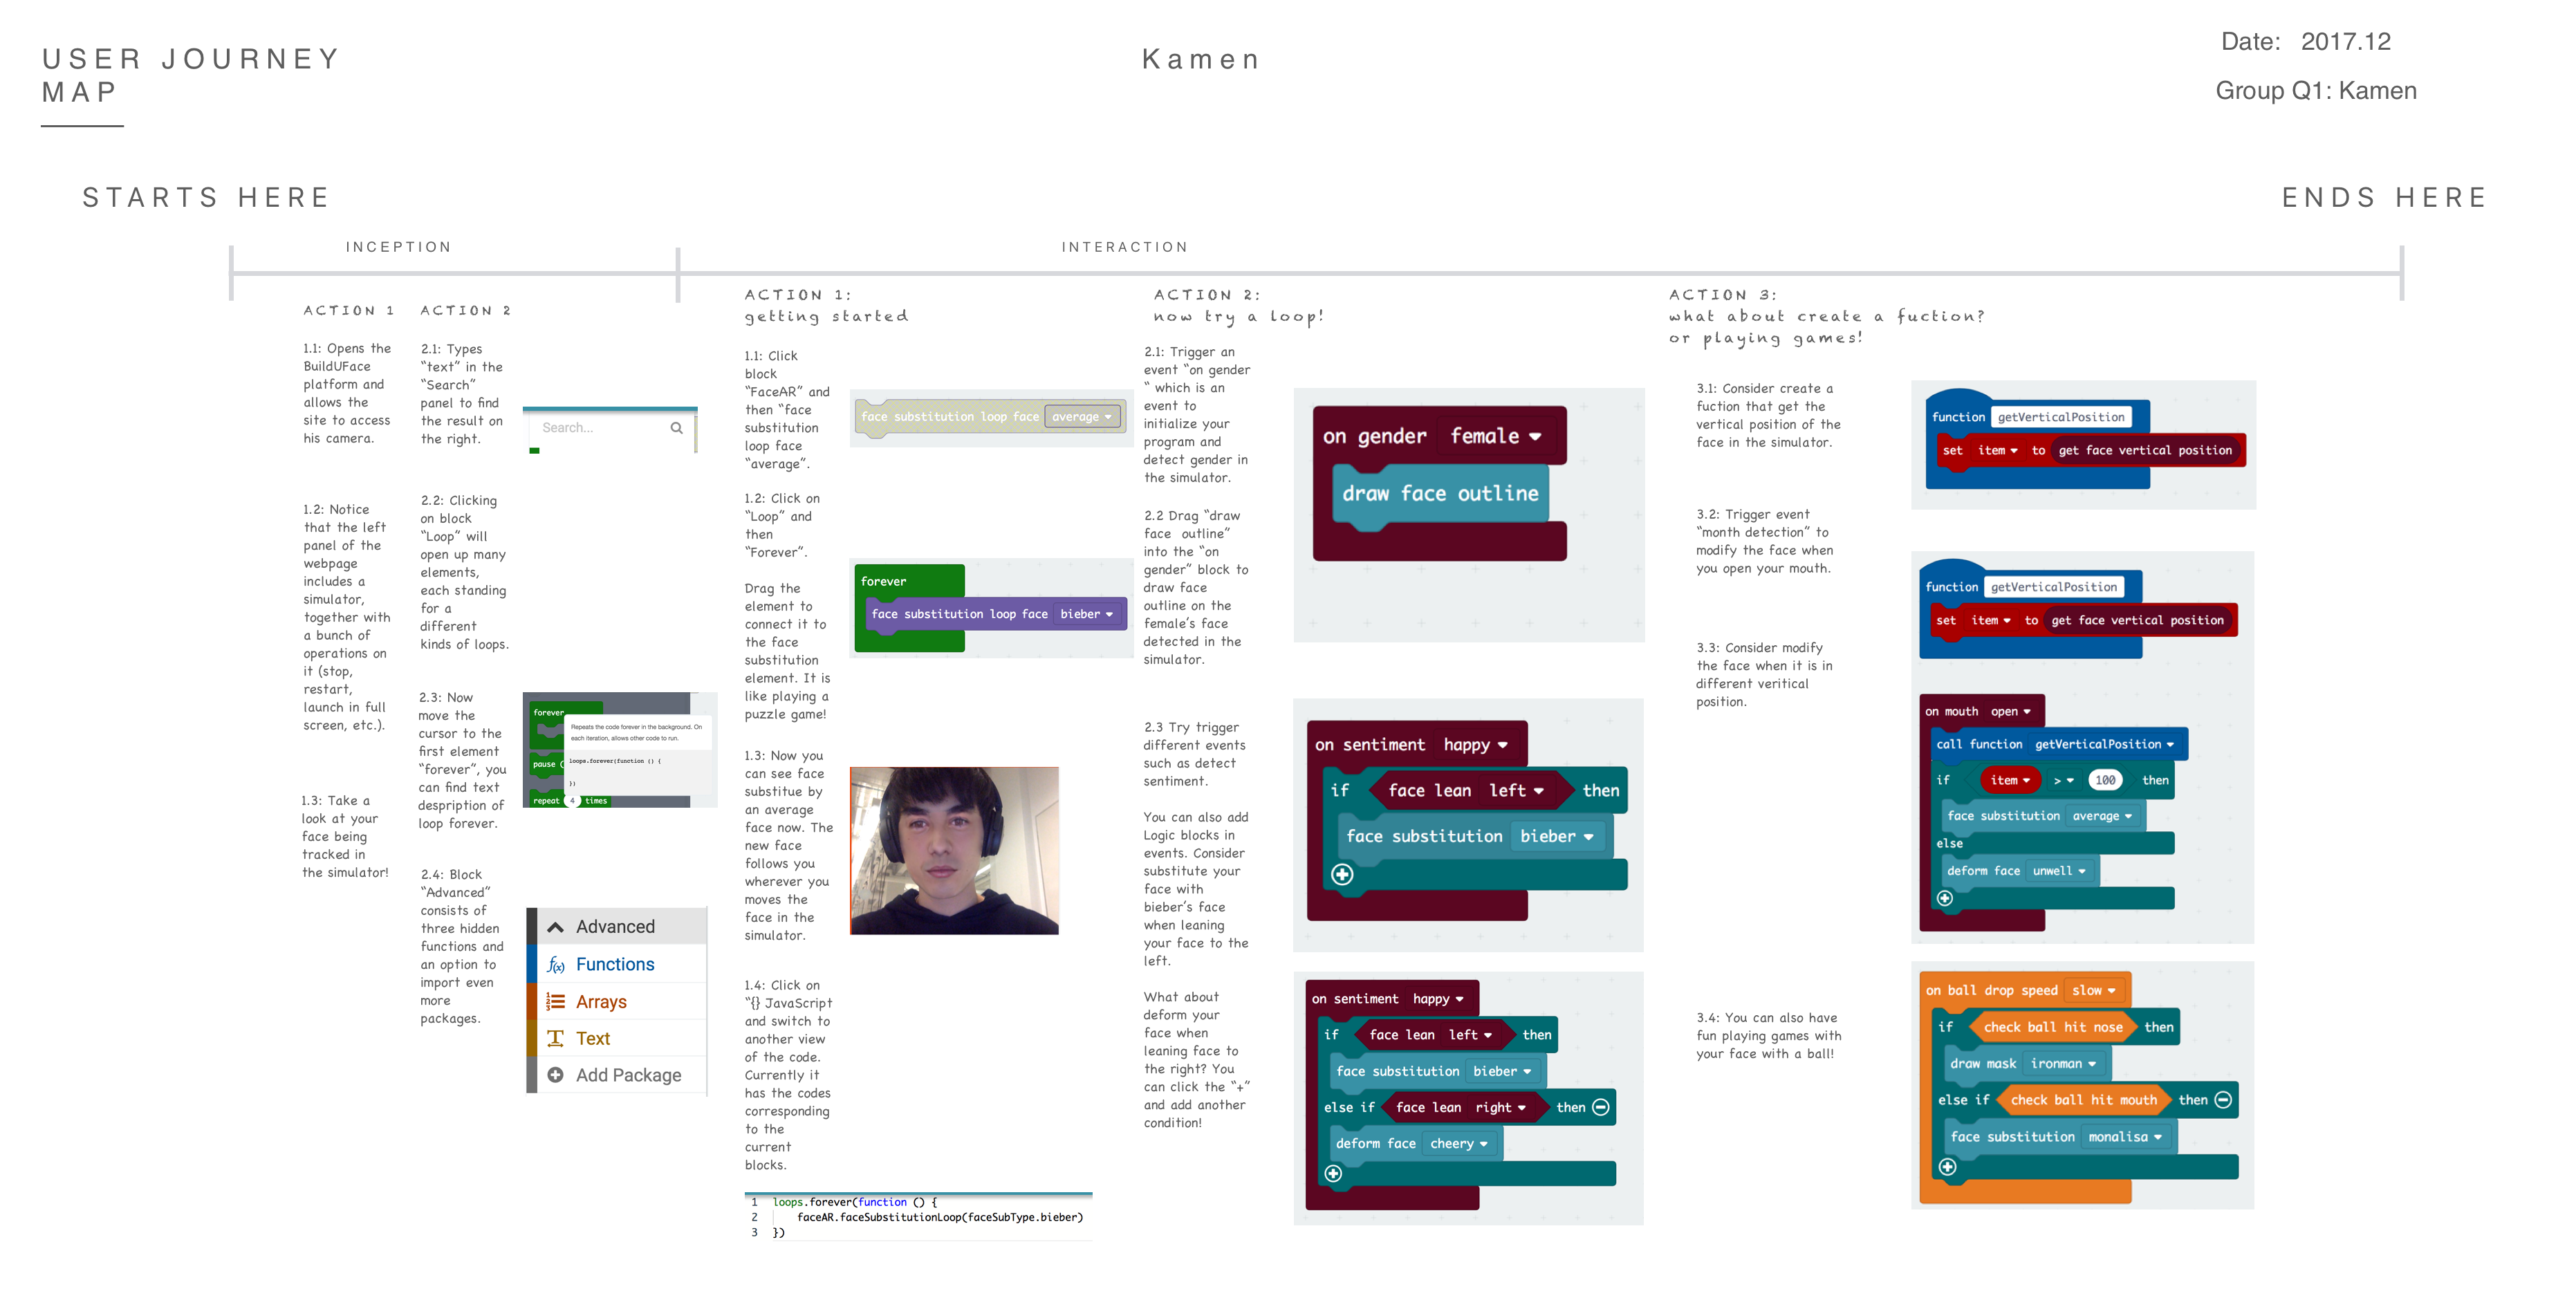 USER JOURNEY
MAP
Kamen
Date: 2017.12
Group Q1: Kamen
STARTS HERE
ENDS HERE
INCEPTION
INTERACTION
ACTION 1
1.1: Opens the
BuildUFace
platform and
allows the
site to access
his camera.
1.2: Notice
that the left
panel of the
webpage
includes a
simulator,
together with
a bunch of
operations on
it (stop,
restart,
launch in full
screen, etc.).
1.3: Take a
look at your
face being
tracked in
the simulator!
ACTION 2
2.1: Types
“text” in the
“Search”
panel to find
the result on
the right.
Search...
2.2: Clicking
on block
“Loop” will
open up many
elements,
each standing
for a
different
kinds of loops.
2.3: Now
move the
cursor to the
first element
“forever”, you
can find text
despription of
loop forever.
forever
Repeats the code forever in the background. On
each iteration, allows other code to run.
loops.forever(function () {
})
pause (
repeat 4 times
2.4: Block
“Advanced”
consists of
three hidden
functions and
an option to
import even
more
packages.
Advanced
f(x) Functions
Arrays
Text
Add Package
ACTION 1:
getting started
1.1: Click
block
“FaceAR” and
then “face
substitution
loop face
“average”.
face substitution loop face average
1.2: Click on
“Loop” and
then
“Forever”.
Drag the
element to
connect it to
the face
substitution
element. It is
like playing a
puzzle game!
forever
face substitution loop face bieber
1.3: Now you
can see face
substitue by
an average
face now. The
new face
follows you
wherever you
moves the
face in the
simulator.
1.4: Click on
“{} JavaScript
and switch to
another view
of the code.
Currently it
has the codes
corresponding
to the
current
blocks.
1 loops.forever(function () {
2 faceAR.faceSubstitutionLoop(faceSubType.bieber)
3 })
ACTION 2:
now try a loop!
2.1: Trigger an
event “on gender
“ which is an
event to
initialize your
program and
detect gender in
the simulator.
2.2 Drag “draw
face outline”
into the “on
gender” block to
draw face
outline on the
female’s face
detected in the
simulator.
on gender female
draw face outline
2.3 Try trigger
different events
such as detect
sentiment.
You can also add
Logic blocks in
events. Consider
substitute your
face with
bieber’s face
when leaning
your face to the
left.
What about
deform your
face when
leaning face to
the right? You
can click the “+”
and add another
condition!
on sentiment happy
if face lean left then
face substitution bieber
on sentiment happy
if face lean left then
face substitution bieber
else if face lean right then
deform face cheery
ACTION 3:
what about create a fuction?
or playing games!
3.1: Consider create a
fuction that get the
vertical position of the
face in the simulator.
3.2: Trigger event
“month detection” to
modify the face when
you open your mouth.
3.3: Consider modify
the face when it is in
different veritical
position.
3.4: You can also have
fun playing games with
your face with a ball!
function getVerticalPosition
set item to get face vertical position
function getVerticalPosition
set item to get face vertical position
on mouth open
call function getVerticalPosition
if item > 100 then
face substitution average
else
deform face unwell
on ball drop speed slow
if check ball hit nose then
draw mask ironman
else if check ball hit mouth then
face substitution monalisa